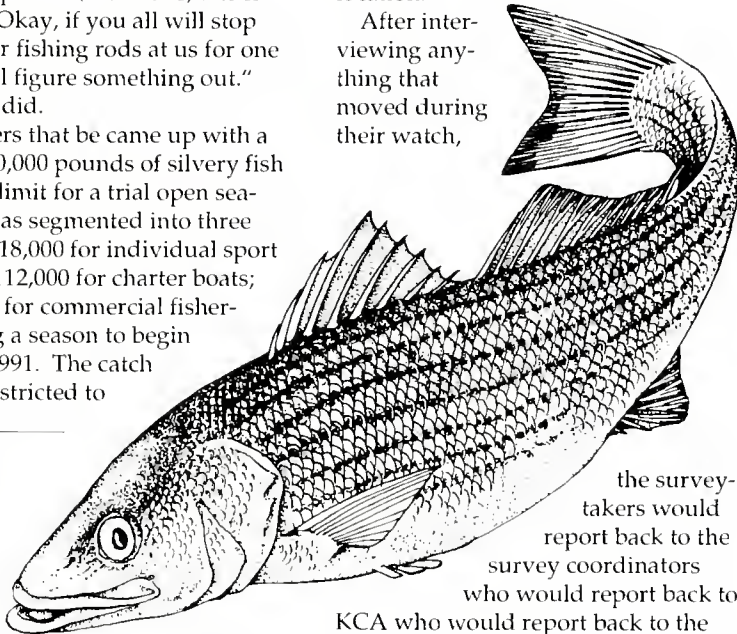 Okay, if you all will stop
r fishing rods at us for one
l figure something out."
did.
ers that be came up with a
0,000 pounds of silvery fish
limit for a trial open sea-
as segmented into three
18,000 for individual sport
112,000 for charter boats;
for commercial fisher-
g a season to begin
991. The catch
stricted to
After inter-
viewing any-
thing that
moved during
their watch,
the survey-
takers would
report back to the
survey coordinators
who would report back to
KCA who would report back to the